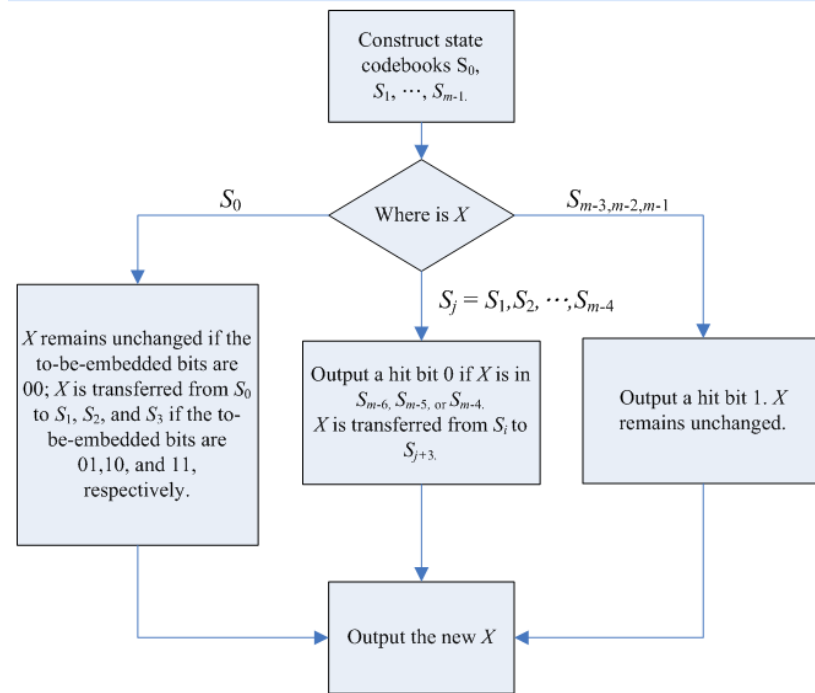 Construct state
codebooks S₀,
S₁, ⋯, Sₘ₋₁.
Where is X
S₀
Sₘ₋₃,ₘ₋₂,ₘ₋₁
Sⱼ = S₁,S₂, ⋯,Sₘ₋₄
X remains unchanged if the
to-be-embedded bits are
00; X is transferred from S₀
to S₁, S₂, and S₃ if the to-
be-embedded bits are
01,10, and 11,
respectively.
Output a hit bit 0 if X is in
Sₘ₋₆, Sₘ₋₅, or Sₘ₋₄.
X is transferred from Sᵢ to
Sⱼ₊₃.
Output a hit bit 1. X
remains unchanged.
Output the new X